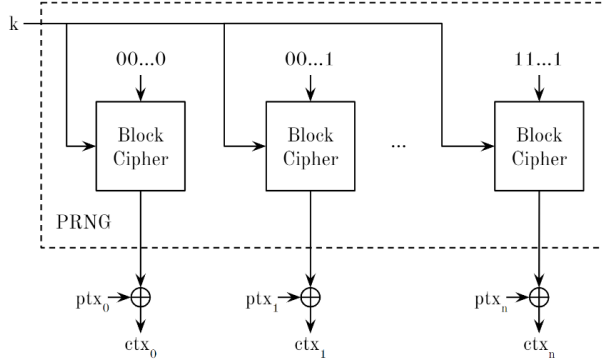 k
00...0 00...1 11...1
Block Block Block
Cipher Cipher ... Cipher
PRNG
ptx₀ ptx₁ ptxₙ
ctx₀ ctx₁ ctxₙ